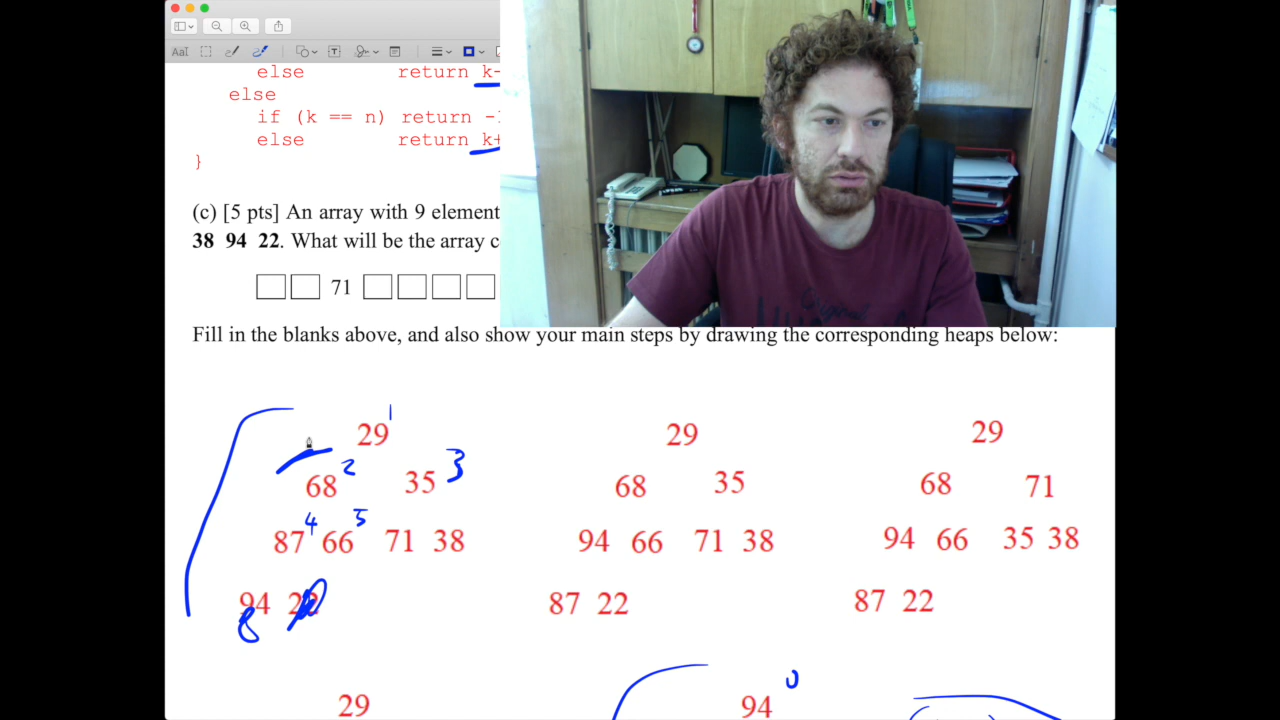 AaI
else return k-
else
if (k == n) return -
else return k+
}
(c) [5 pts] An array with 9 element
38 94 22. What will be the array c
71
Original
Fill in the blanks above, and also show your main steps by drawing the corresponding heaps below:
29 1 29 29
68 2 35 3 68 35 68 71
87 4 66 5 71 38 94 66 71 38 94 66 35 38
94 22 87 22 87 22
8
29 94 0